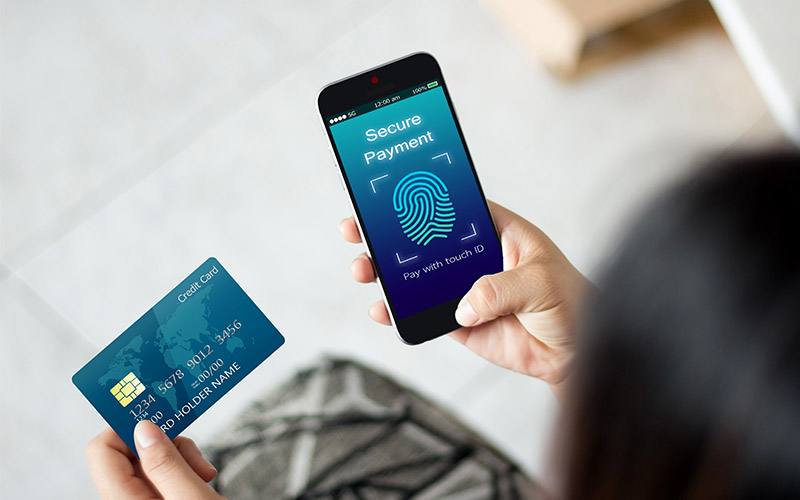 5G 12:00 am 100%
Secure
Payment
Pay with touch ID
Credit Card
1234 5678 9012 3456
00/00
HOLDER NAME